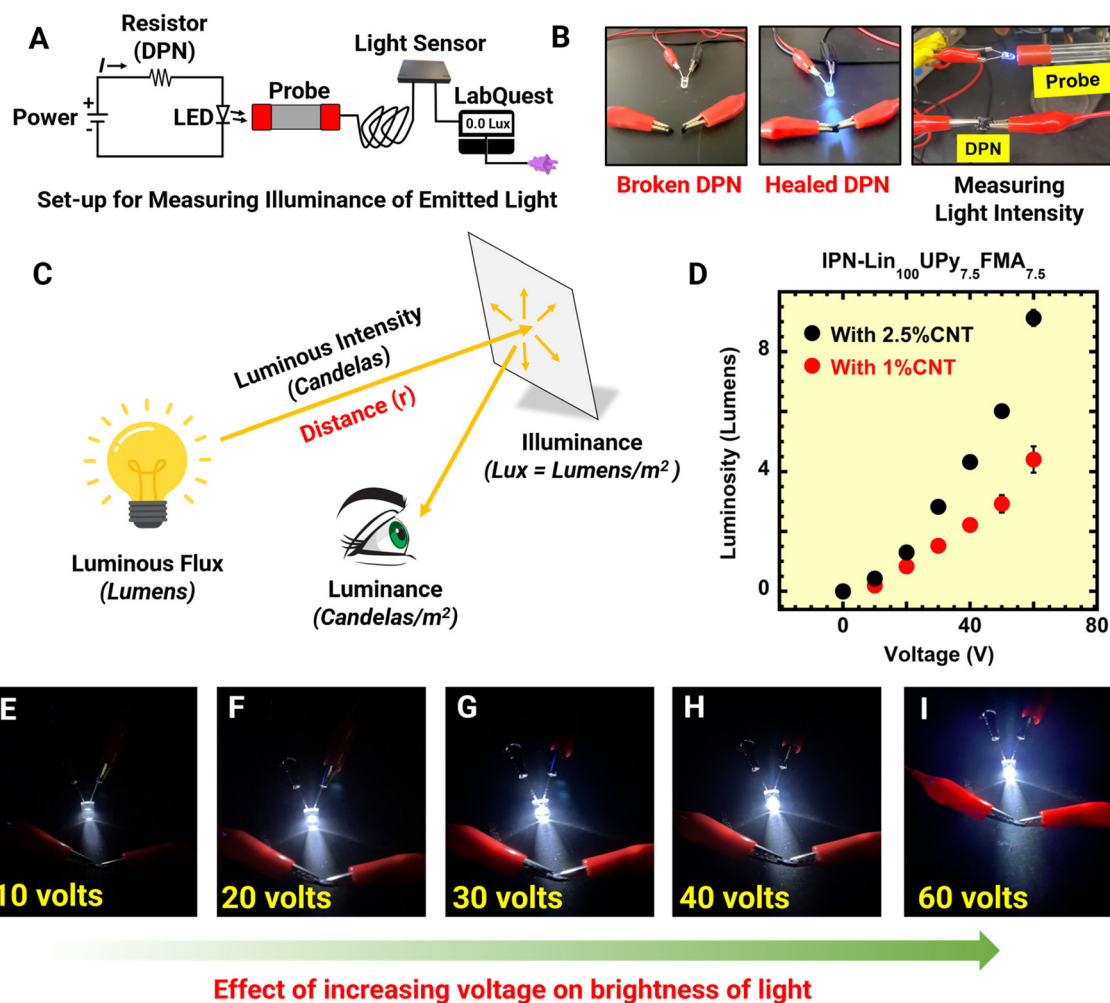 A
Resistor
(DPN)
I
Power
+
-
LED
Probe
Light Sensor
LabQuest
0.0 Lux
Set-up for Measuring Illuminance of Emitted Light
B
Broken DPN
Healed DPN
Probe
DPN
Measuring
Light Intensity
C
Luminous Intensity
(Candelas)
Distance (r)
Illuminance
(Lux = Lumens/m²)
Luminous Flux
(Lumens)
Luminance
(Candelas/m²)
D
IPN-Lin₁₀₀UPy₇.₅FMA₇.₅
With 2.5%CNT
With 1%CNT
Luminosity (Lumens)
8
4
0
0
40
80
Voltage (V)
E
10 volts
F
20 volts
G
30 volts
H
40 volts
I
60 volts
Effect of increasing voltage on brightness of light